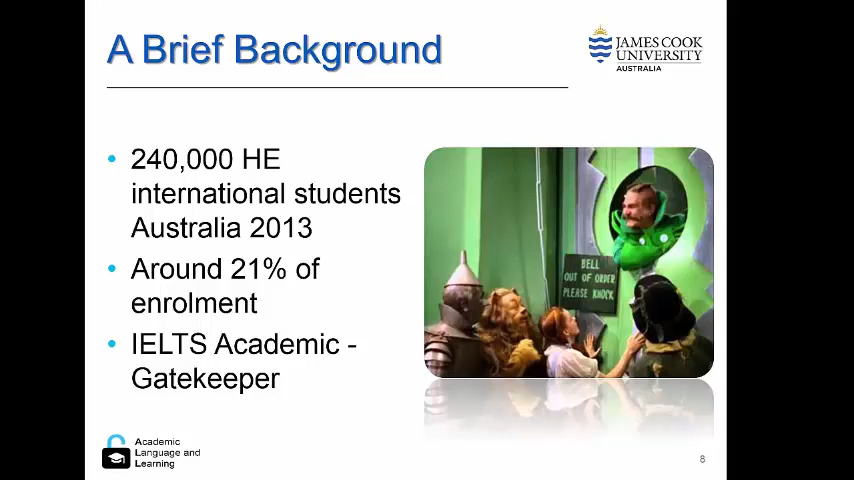 A Brief Background
JAMES COOK
UNIVERSITY
AUSTRALIA
• 240,000 HE
international students
Australia 2013
• Around 21% of
enrolment
• IELTS Academic -
Gatekeeper
BELL
OUT OF ORDER
PLEASE KNOCK
Academic
Language and
Learning
8